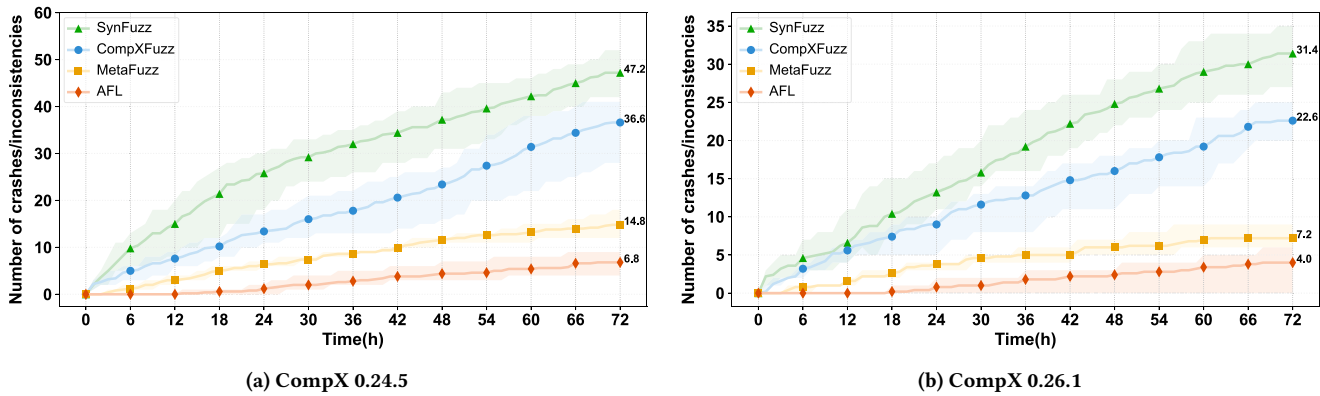 Number of crashes/inconsistencies
60
50
40
30
20
10
0
SynFuzz
CompXFuzz
MetaFuzz
AFL
47.2
36.6
14.8
6.8
0 6 12 18 24 30 36 42 48 54 60 66 72
Time(h)
(a) CompX 0.24.5
Number of crashes/inconsistencies
35
30
25
20
15
10
5
0
SynFuzz
CompXFuzz
MetaFuzz
AFL
31.4
22.6
7.2
4.0
0 6 12 18 24 30 36 42 48 54 60 66 72
Time(h)
(b) CompX 0.26.1